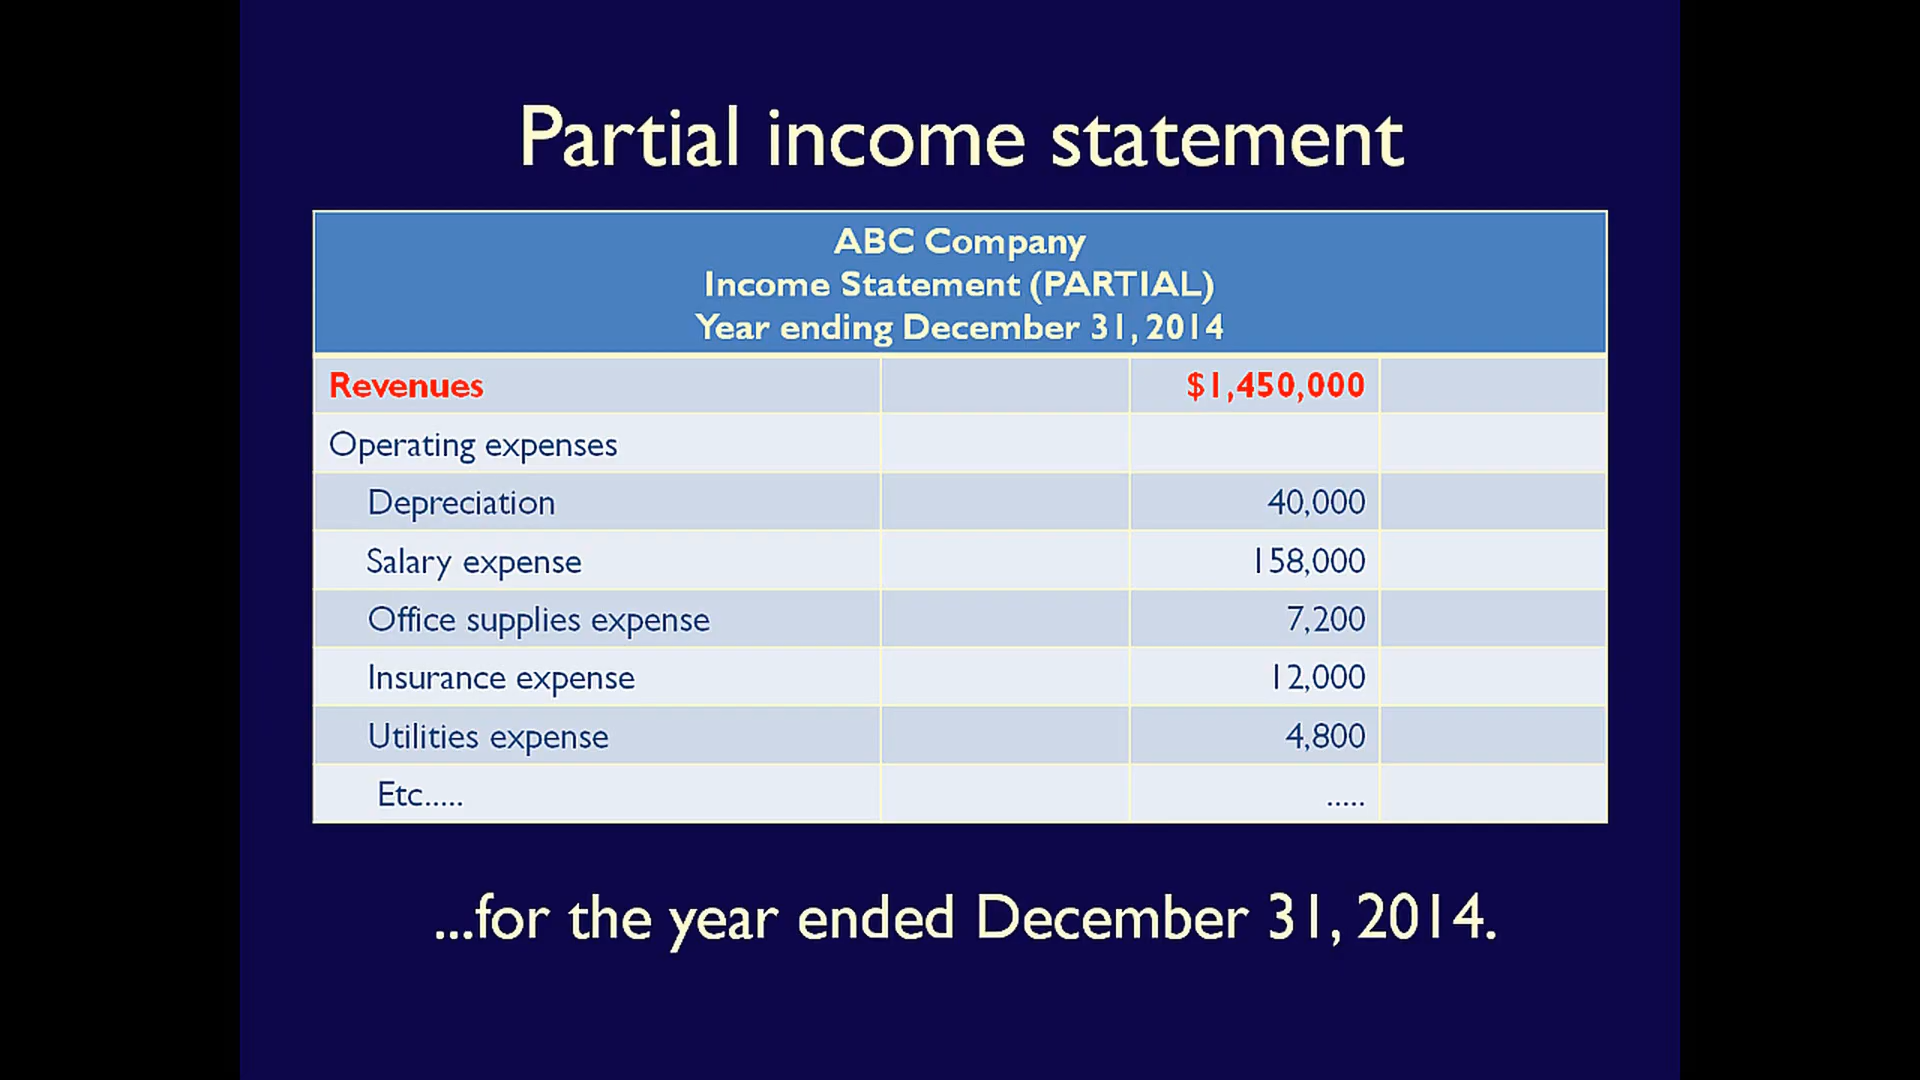 Partial income statement
ABC Company
Income Statement (PARTIAL)
Year ending December 31, 2014
Revenues $1,450,000
Operating expenses
Depreciation 40,000
Salary expense 158,000
Office supplies expense 7,200
Insurance expense 12,000
Utilities expense 4,800
Etc..... .....
...for the year ended December 31, 2014.